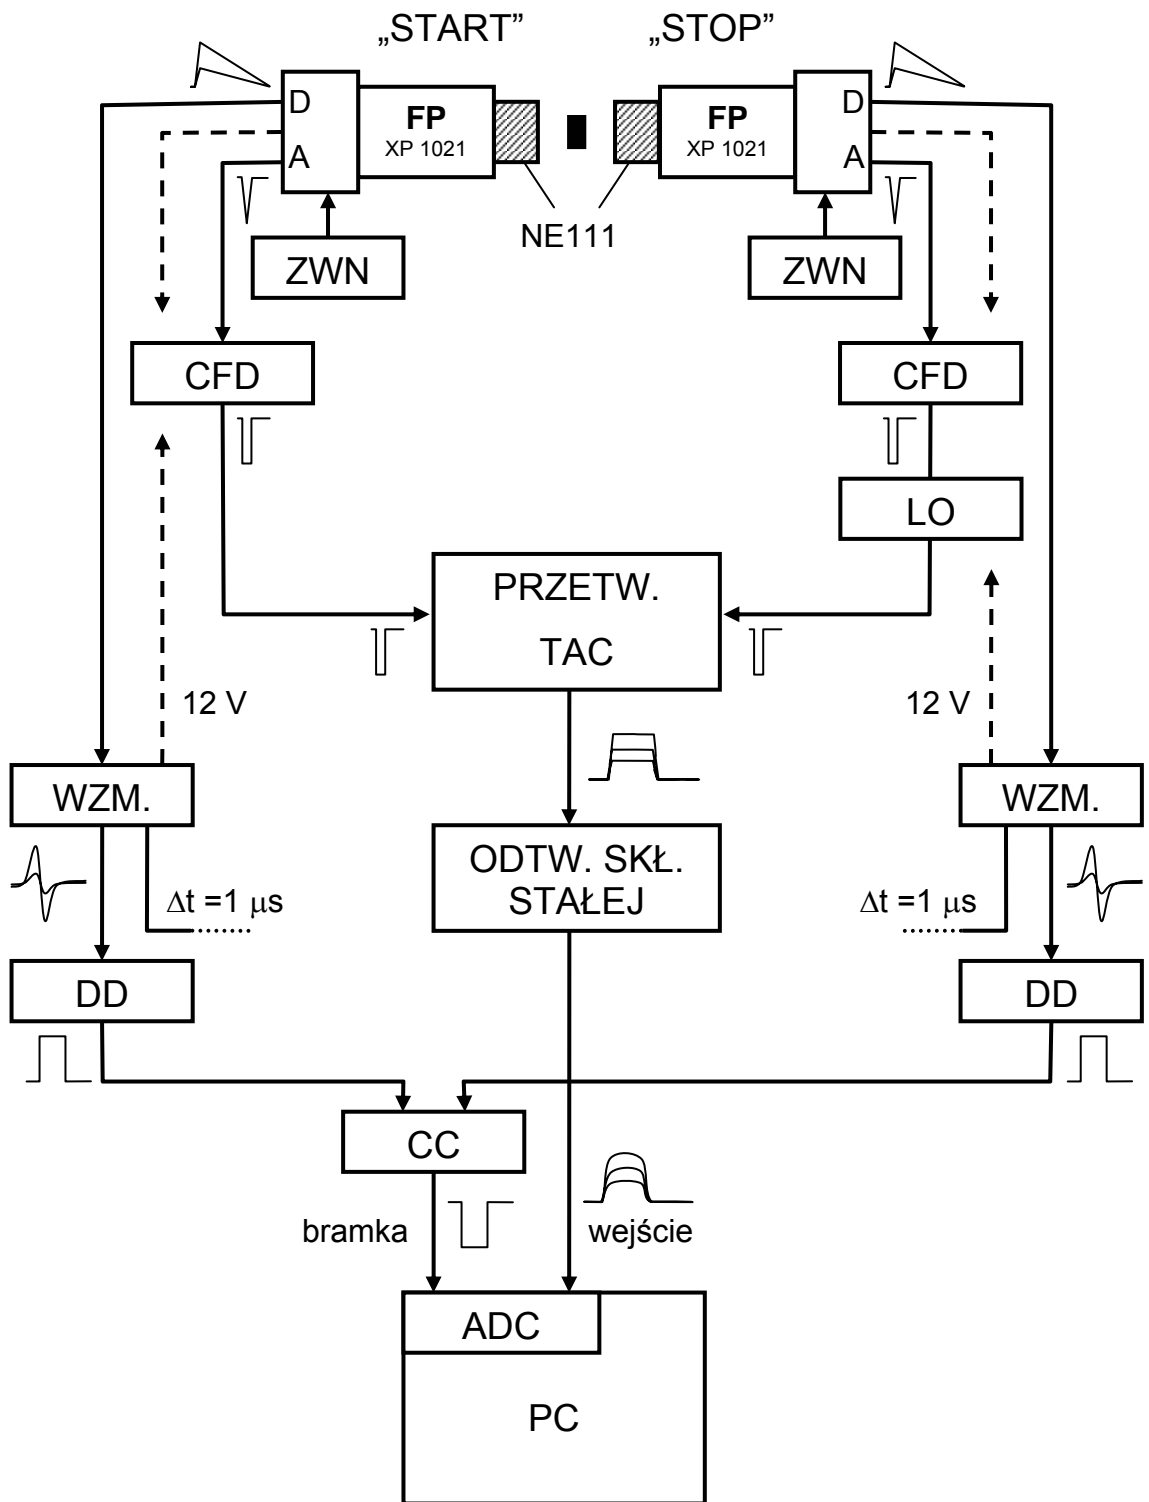 „START” „STOP”
D FP D
A XP 1021 FP A
XP 1021
NE111
ZWN ZWN
CFD CFD
LO
PRZETW.
TAC
12 V 12 V
WZM. WZM.
ODTW. SKŁ.
STAŁEJ
Δt =1 μs Δt =1 μs
DD DD
CC
bramka wejście
ADC
PC